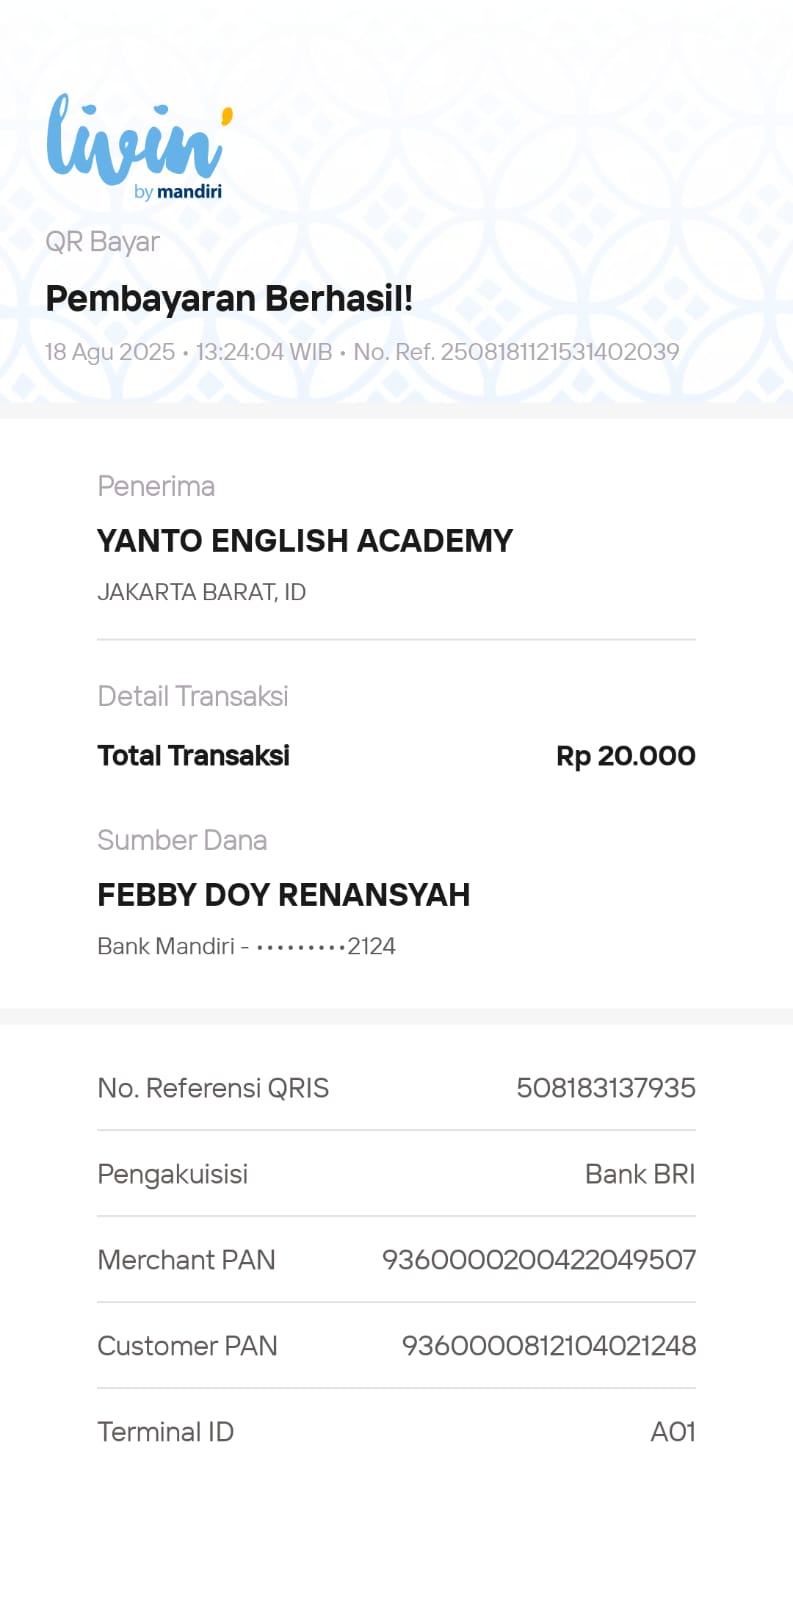 livin'
by mandiri
QR Bayar
Pembayaran Berhasil!
18 Agu 2025 • 13:24:04 WIB • No. Ref. 2508181121531402039
Penerima
YANTO ENGLISH ACADEMY
JAKARTA BARAT, ID
Detail Transaksi
Total Transaksi Rp 20.000
Sumber Dana
FEBBY DOY RENANSYAH
Bank Mandiri - •••••••••2124
No. Referensi QRIS 508183137935
Pengakuisisi Bank BRI
Merchant PAN 9360000200422049507
Customer PAN 9360000812104021248
Terminal ID A01